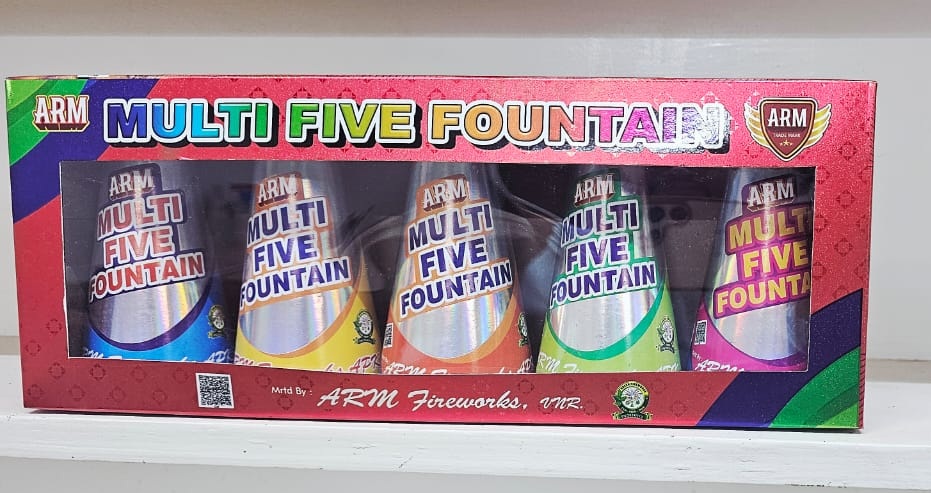 ARM MULTI FIVE FOUNTAIN ARM
TRADE MARK
ARM
MULTI
FIVE
FOUNTAIN
ARM
MULTI
FIVE
FOUNTAIN
ARM
MULTI
FIVE
FOUNTAIN
ARM
MULTI
FIVE
FOUNTAIN
ARM
MULTI
FIVE
FOUNTA
Mrtd By : ARM Fireworks, VNR.